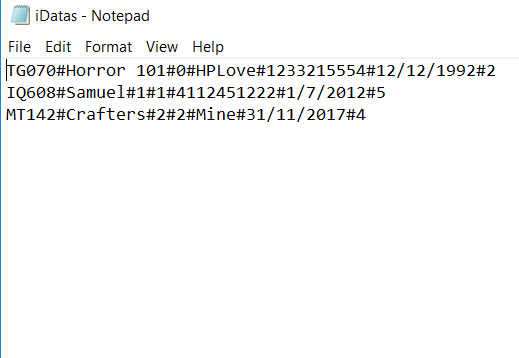 iDatas - Notepad
File Edit Format View Help
TG070#Horror 101#0#HPLove#1233215554#12/12/1992#2
IQ608#Samuel#1#1#4112451222#1/7/2012#5
MT142#Crafters#2#2#Mine#31/11/2017#4